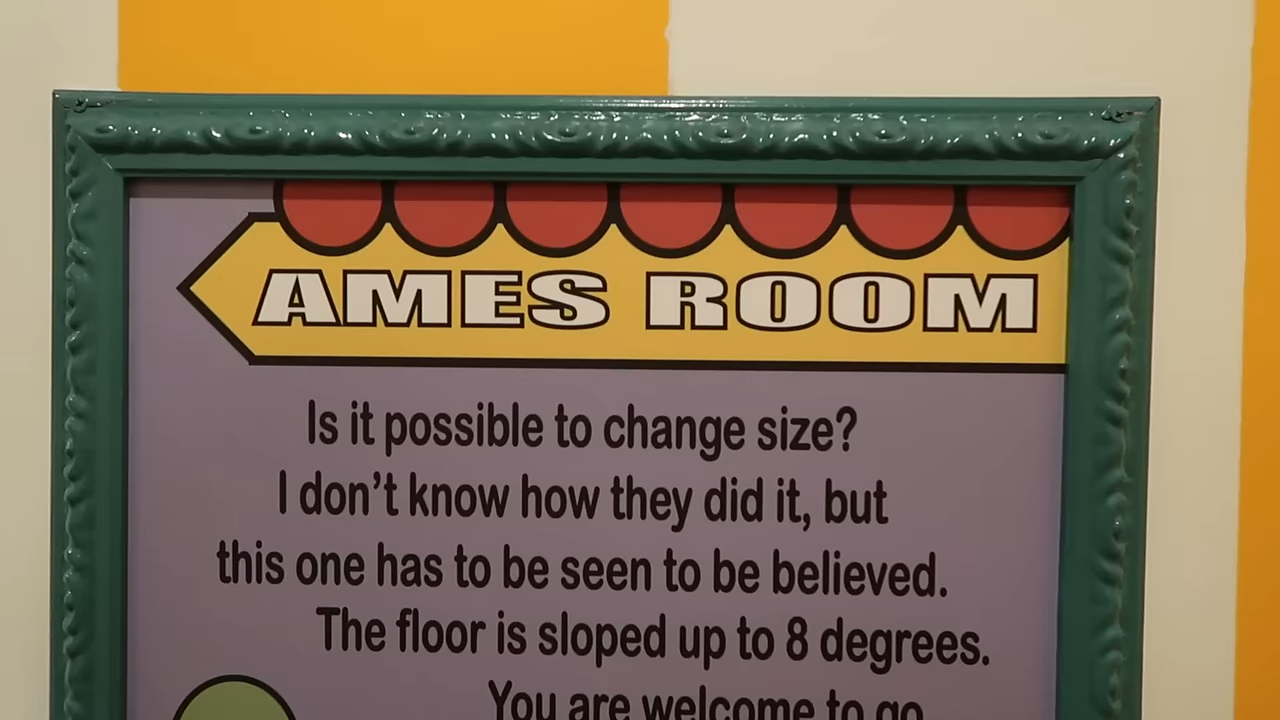 AMES ROOM
Is it possible to change size?
I don't know how they did it, but
this one has to be seen to be believed.
The floor is sloped up to 8 degrees.
You are welcome to go